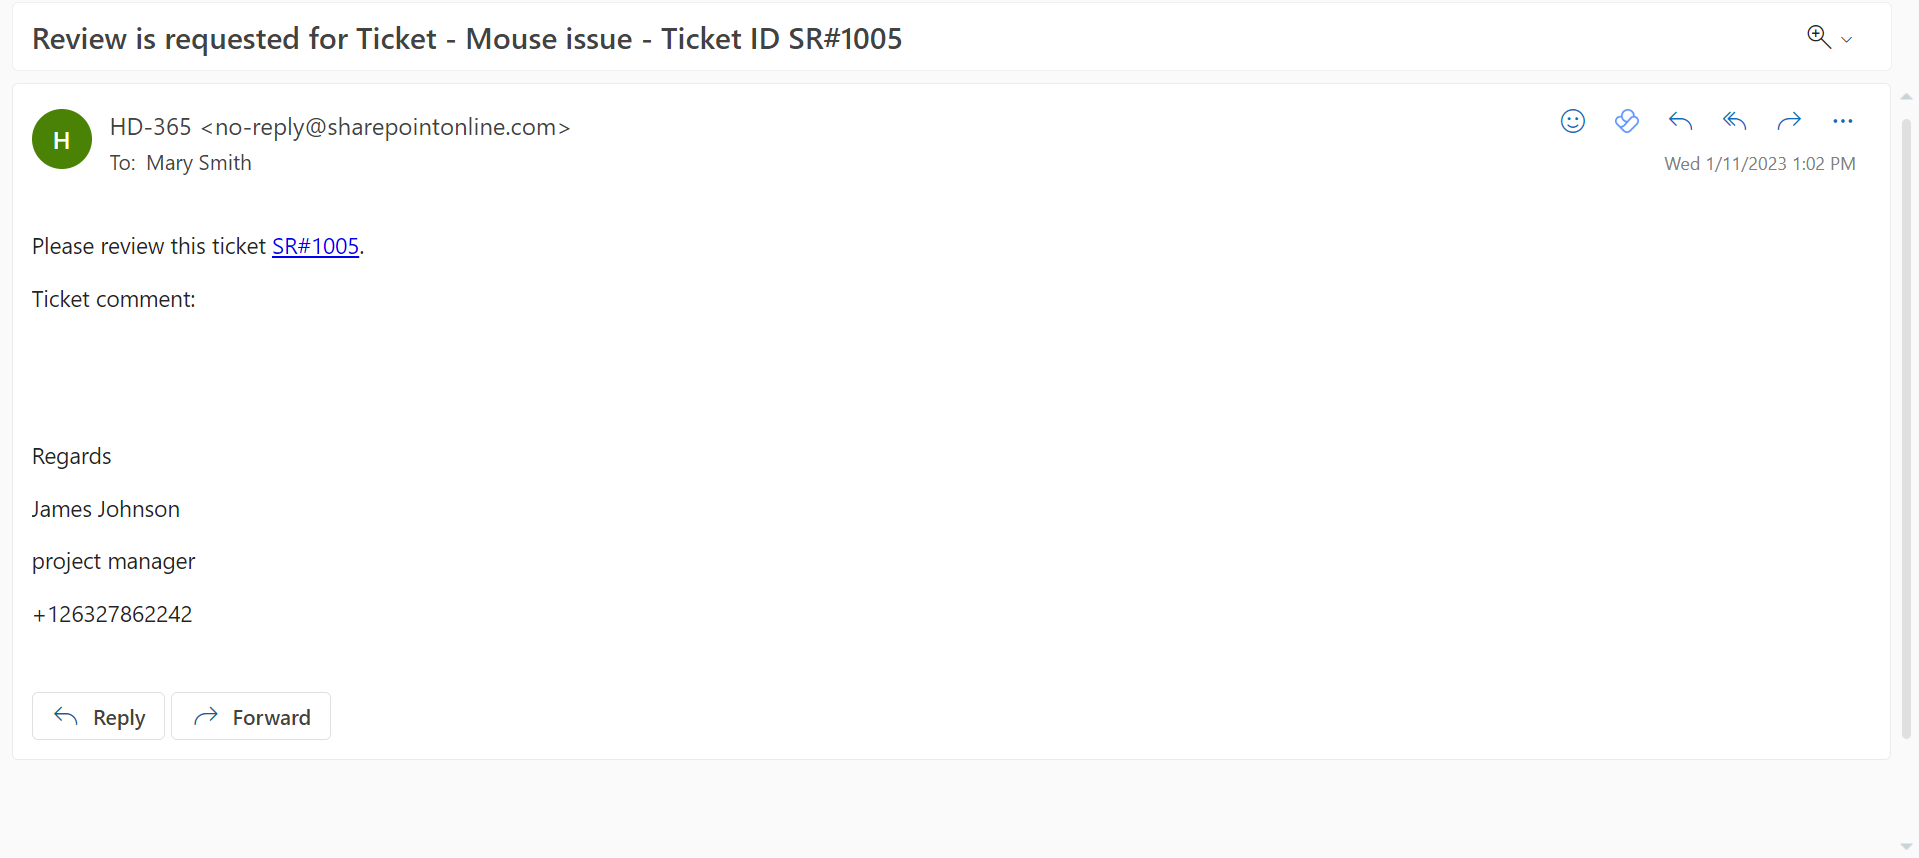 Review is requested for Ticket - Mouse issue - Ticket ID SR#1005
H
HD-365 <no-reply@sharepointonline.com>
To: Mary Smith
Wed 1/11/2023 1:02 PM
Please review this ticket SR#1005.
Ticket comment:
Regards
James Johnson
project manager
+126327862242
Reply
Forward